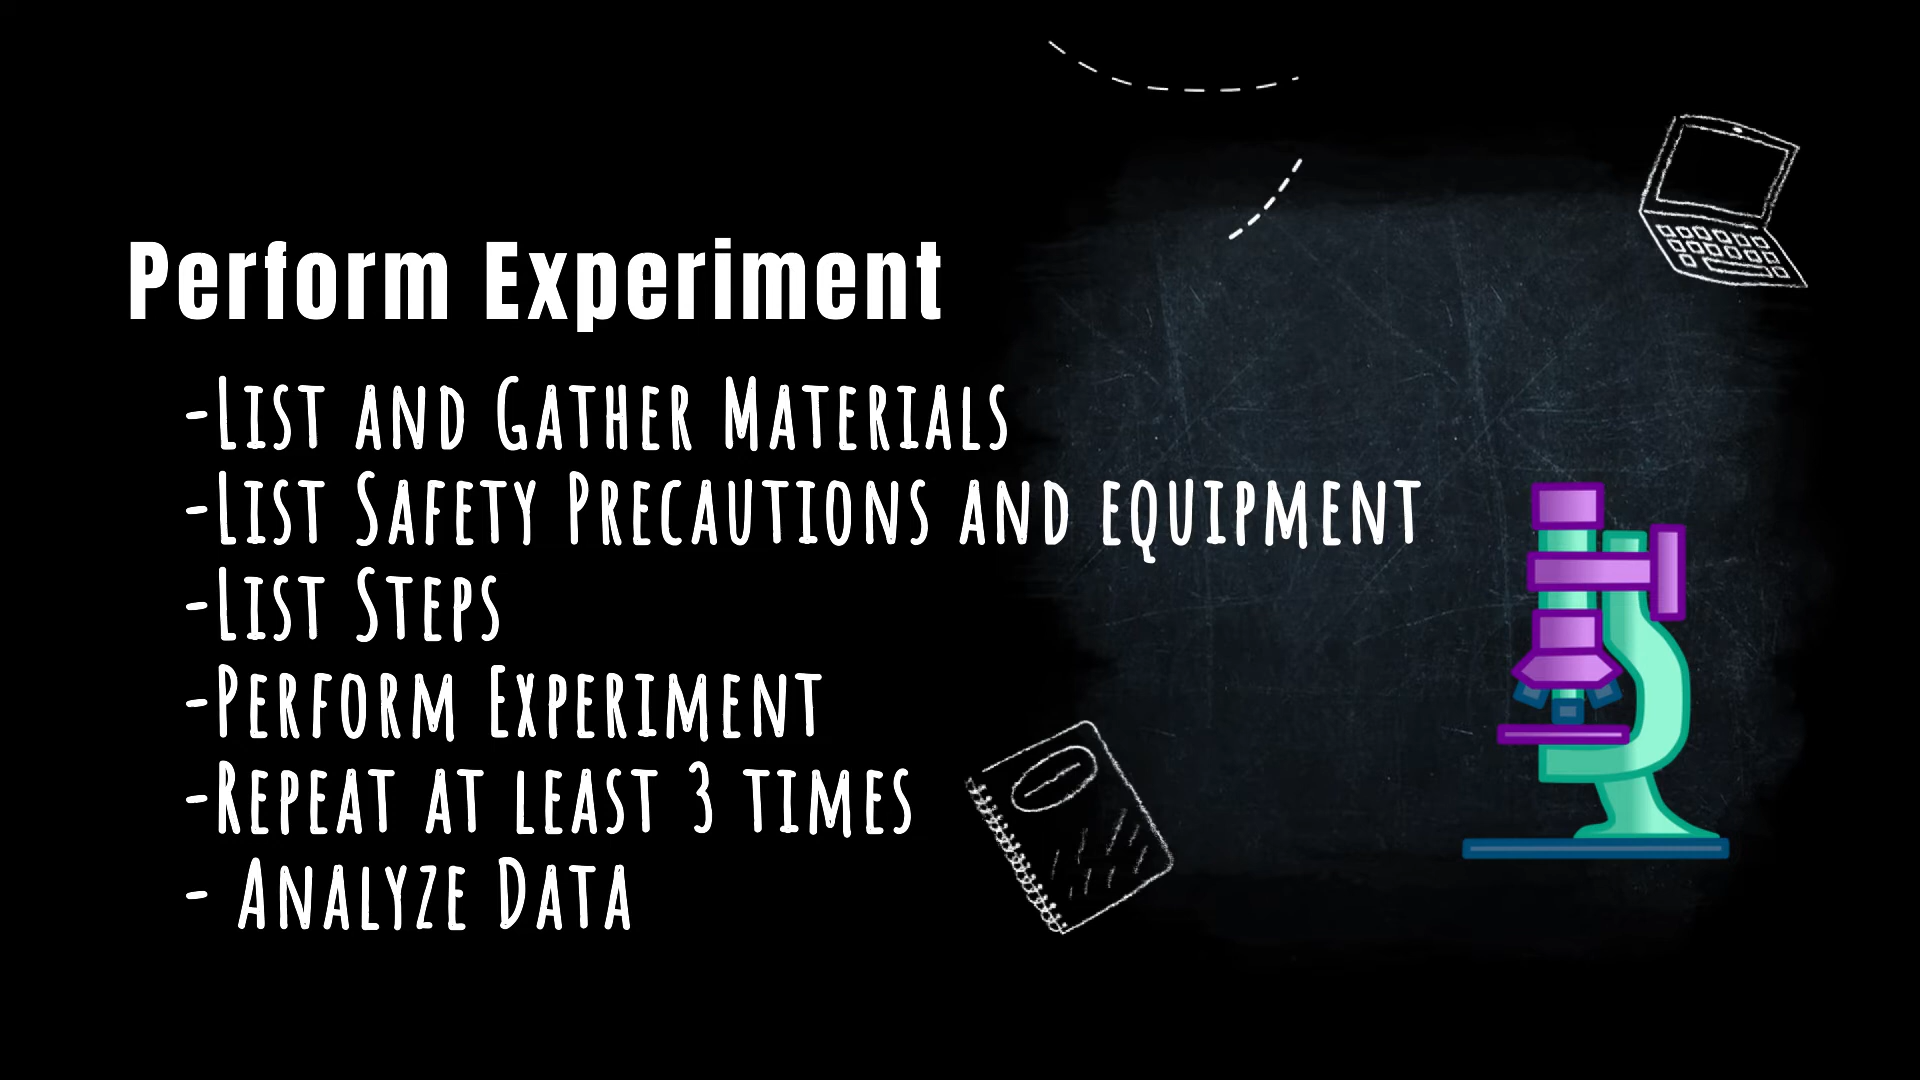 Perform Experiment
-List and Gather Materials
-List Safety Precautions and equipment
-List Steps
-Perform Experiment
-Repeat at least 3 times
- Analyze Data